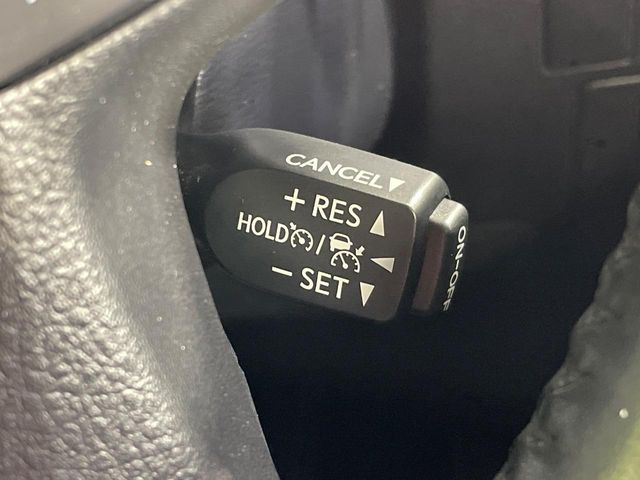 CANCEL▼
+ RES ▲
HOLD / ◀
− SET ▼
ON-OFF